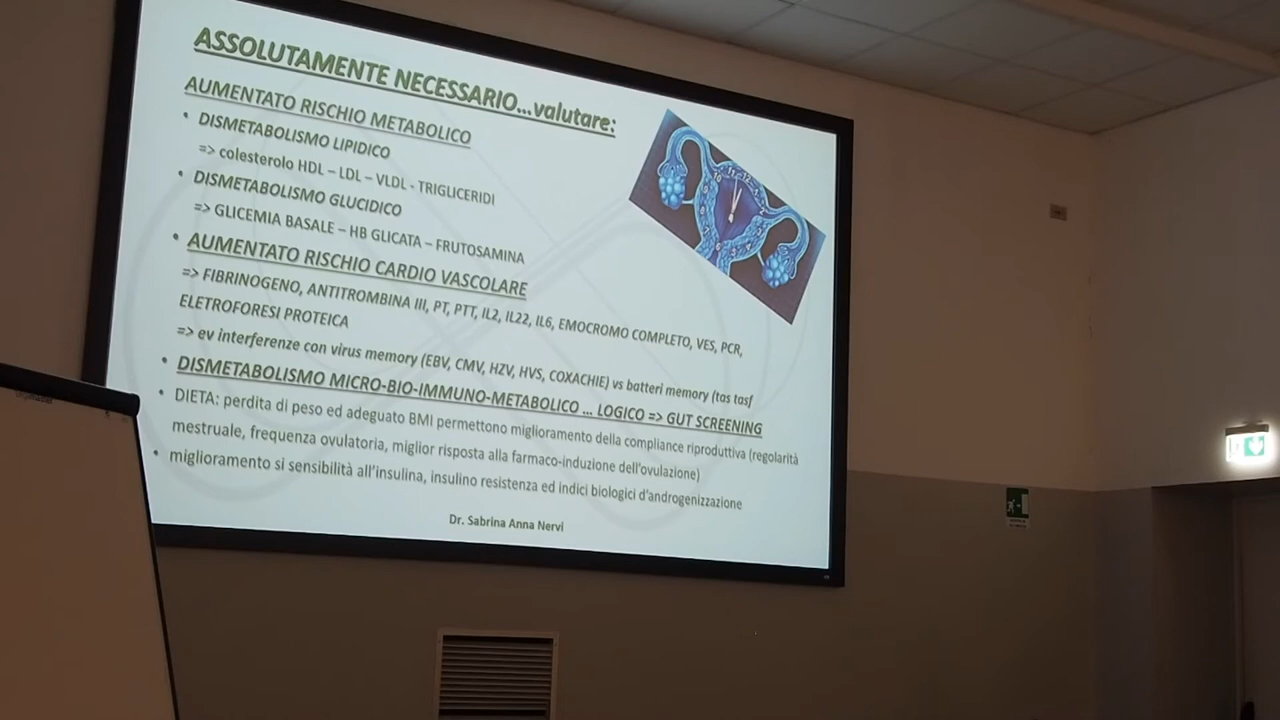 ASSOLUTAMENTE NECESSARIO...valutare:
AUMENTATO RISCHIO METABOLICO
• DISMETABOLISMO LIPIDICO
=> colesterolo HDL – LDL – VLDL - TRIGLICERIDI
• DISMETABOLISMO GLUCIDICO
=> GLICEMIA BASALE – HB GLICATA – FRUTOSAMINA
• AUMENTATO RISCHIO CARDIO VASCOLARE
=> FIBRINOGENO, ANTITROMBINA III, PT, PTT, IL2, IL22, IL6, EMOCROMO COMPLETO, VES, PCR,
ELETROFORESI PROTEICA
=> ev interferenze con virus memory (EBV, CMV, HZV, HVS, COXACHIE) vs batteri memory (tas tasf
• DISMETABOLISMO MICRO-BIO-IMMUNO-METABOLICO ... LOGICO => GUT SCREENING
• DIETA: perdita di peso ed adeguato BMI permettono miglioramento della compliance riproduttiva (regolarità
mestruale, frequenza ovulatoria, miglior risposta alla farmaco-induzione dell'ovulazione)
• miglioramento si sensibilità all'insulina, insulino resistenza ed indici biologici d'androgenizzazione
Dr. Sabrina Anna Nervi